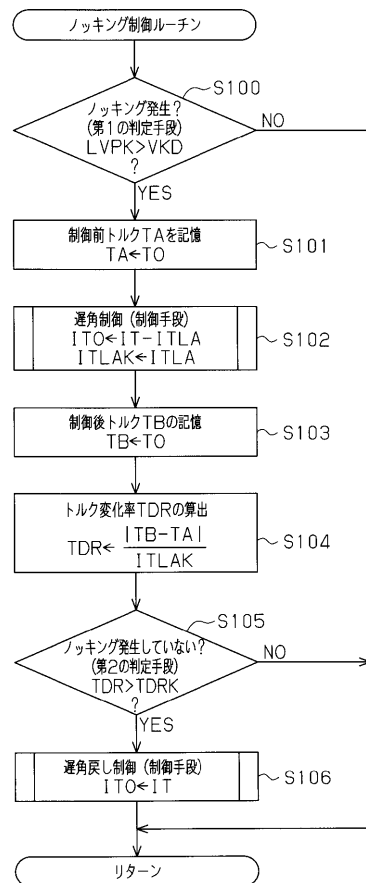 ノッキング制御ルーチン
S100
ノッキング発生?
(第1の判定手段)
LVPK>VKD
?
NO
YES
制御前トルクTAを記憶
TA←TO
S101
遅角制御(制御手段)
ITO←IT-ITLA
ITLAK←ITLA
S102
制御後トルクTBの記憶
TB←TO
S103
トルク変化率TDRの算出
TDR← |TB-TA|
ITLAK
S104
S105
ノッキング発生していない?
(第2の判定手段)
TDR>TDRK
?
NO
YES
遅角戻し制御(制御手段)
ITO←IT
S106
リターン